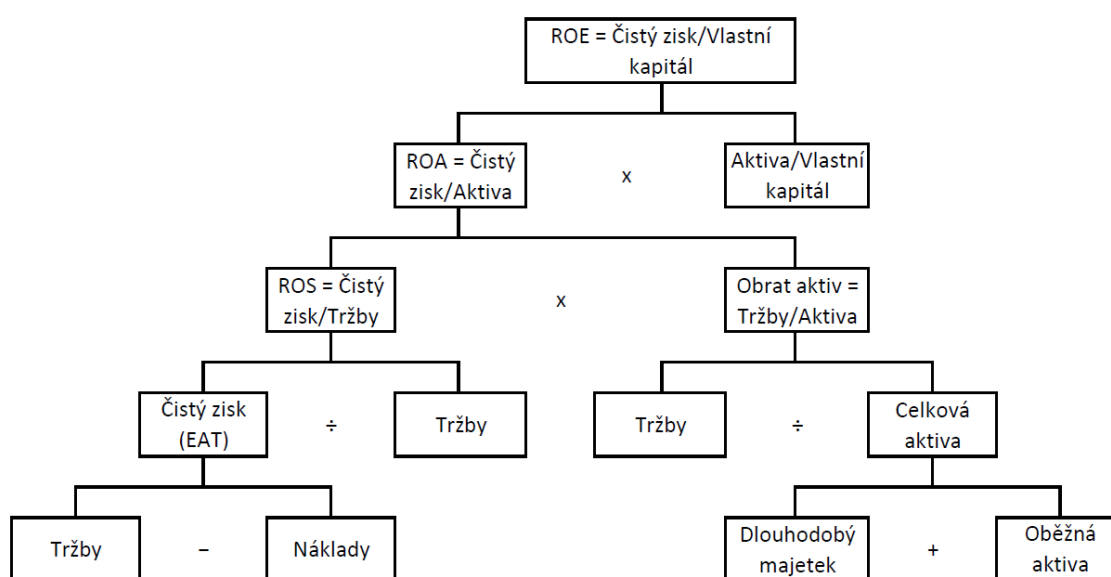 ROE = Čistý zisk/Vlastní
kapitál
ROA = Čistý
zisk/Aktiva
x
Aktiva/Vlastní
kapitál
ROS = Čistý
zisk/Tržby
x
Obrat aktiv =
Tržby/Aktiva
Čistý zisk
(EAT)
÷
Tržby
Tržby
÷
Celková
aktiva
Tržby
−
Náklady
Dlouhodobý
majetek
+
Oběžná
aktiva